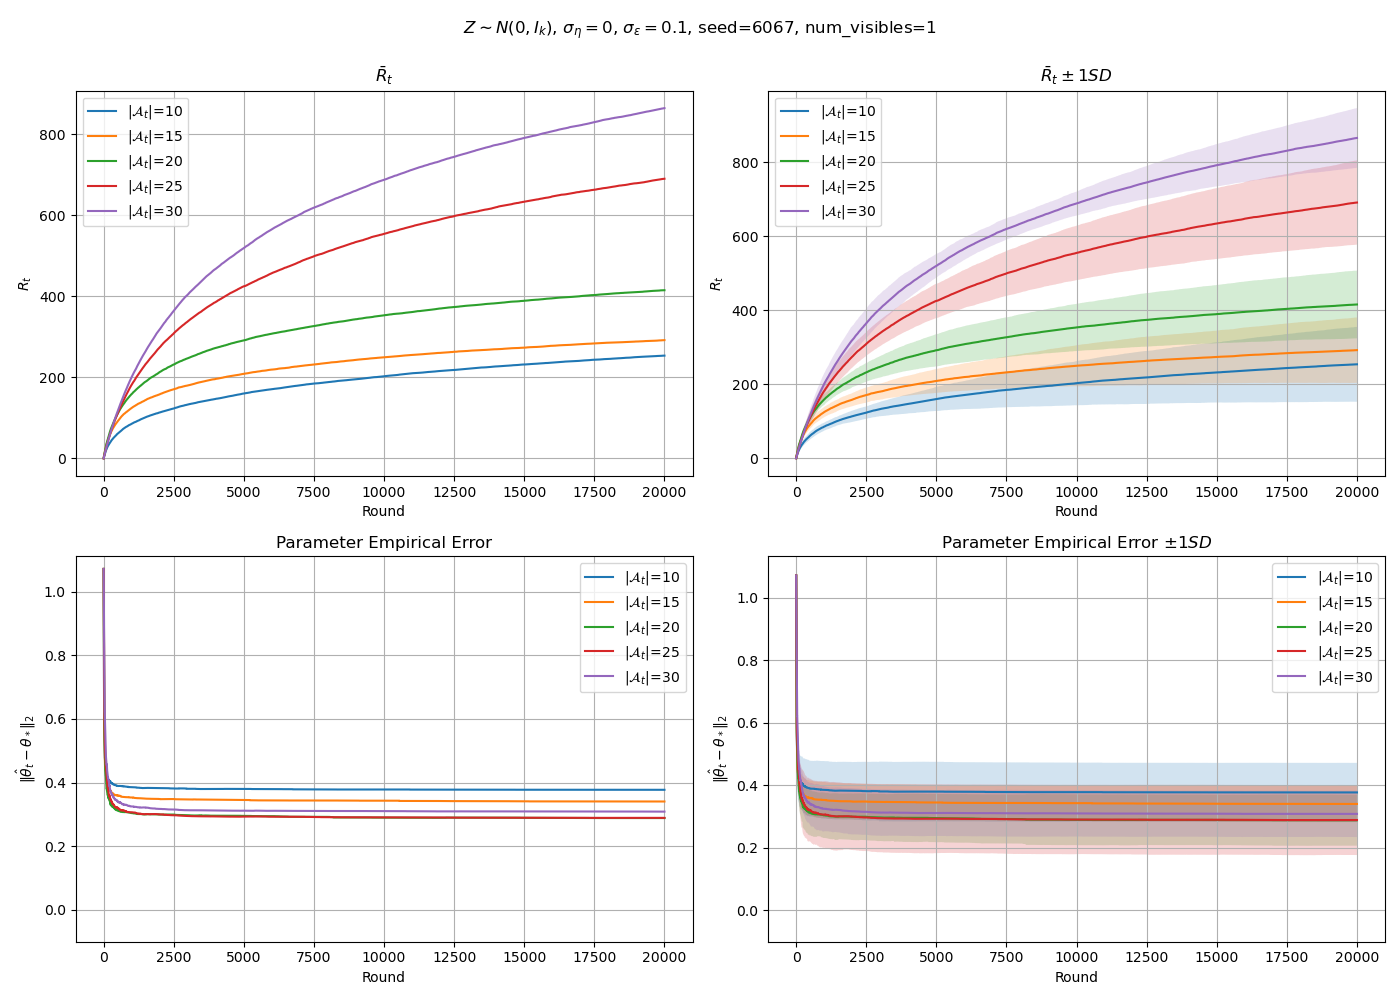 Z ∼ N(0, I_k), σ_η = 0, σ_ε = 0.1, seed=6067, num_visibles=1
R̄_t
R_t
800
600
400
200
0
|𝒜_t|=10
|𝒜_t|=15
|𝒜_t|=20
|𝒜_t|=25
|𝒜_t|=30
0 2500 5000 7500 10000 12500 15000 17500 20000
Round
R̄_t ± 1SD
R_t
800
600
400
200
0
|𝒜_t|=10
|𝒜_t|=15
|𝒜_t|=20
|𝒜_t|=25
|𝒜_t|=30
0 2500 5000 7500 10000 12500 15000 17500 20000
Round
Parameter Empirical Error
‖θ̂_t − θ_*‖_2
1.0
0.8
0.6
0.4
0.2
0.0
|𝒜_t|=10
|𝒜_t|=15
|𝒜_t|=20
|𝒜_t|=25
|𝒜_t|=30
0 2500 5000 7500 10000 12500 15000 17500 20000
Round
Parameter Empirical Error ±1SD
‖θ̂_t − θ_*‖_2
1.0
0.8
0.6
0.4
0.2
0.0
|𝒜_t|=10
|𝒜_t|=15
|𝒜_t|=20
|𝒜_t|=25
|𝒜_t|=30
0 2500 5000 7500 10000 12500 15000 17500 20000
Round